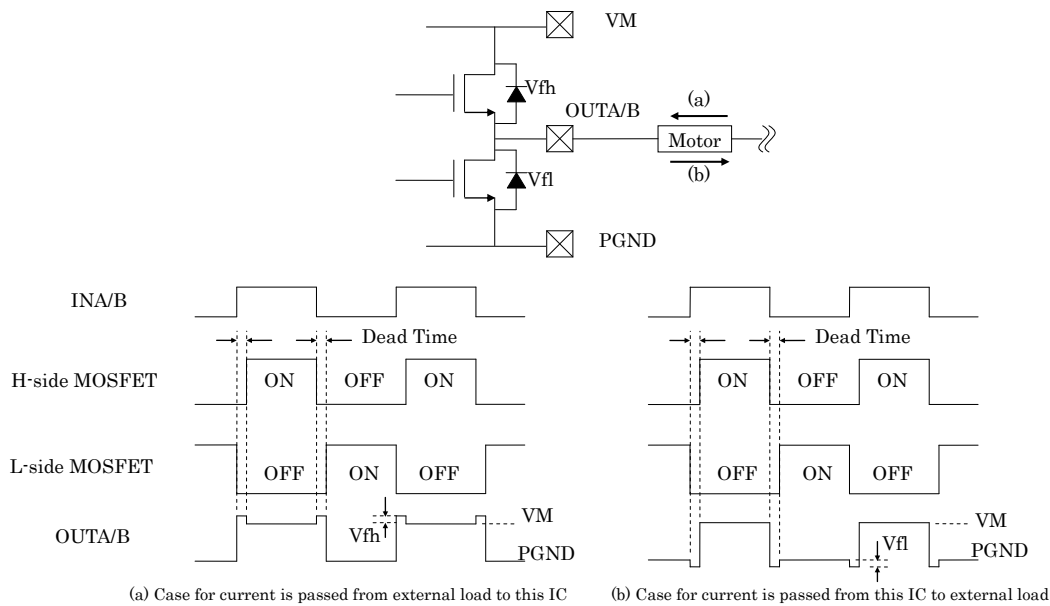 VM
Vfh
OUTA/B
(a)
Motor
(b)
Vfl
PGND
INA/B
Dead Time
Dead Time
H-side MOSFET
ON
OFF
ON
ON
OFF
ON
L-side MOSFET
OFF
ON
OFF
OFF
ON
OFF
OUTA/B
Vfh
VM
PGND
Vfl
VM
PGND
(a) Case for current is passed from external load to this IC
(b) Case for current is passed from this IC to external load